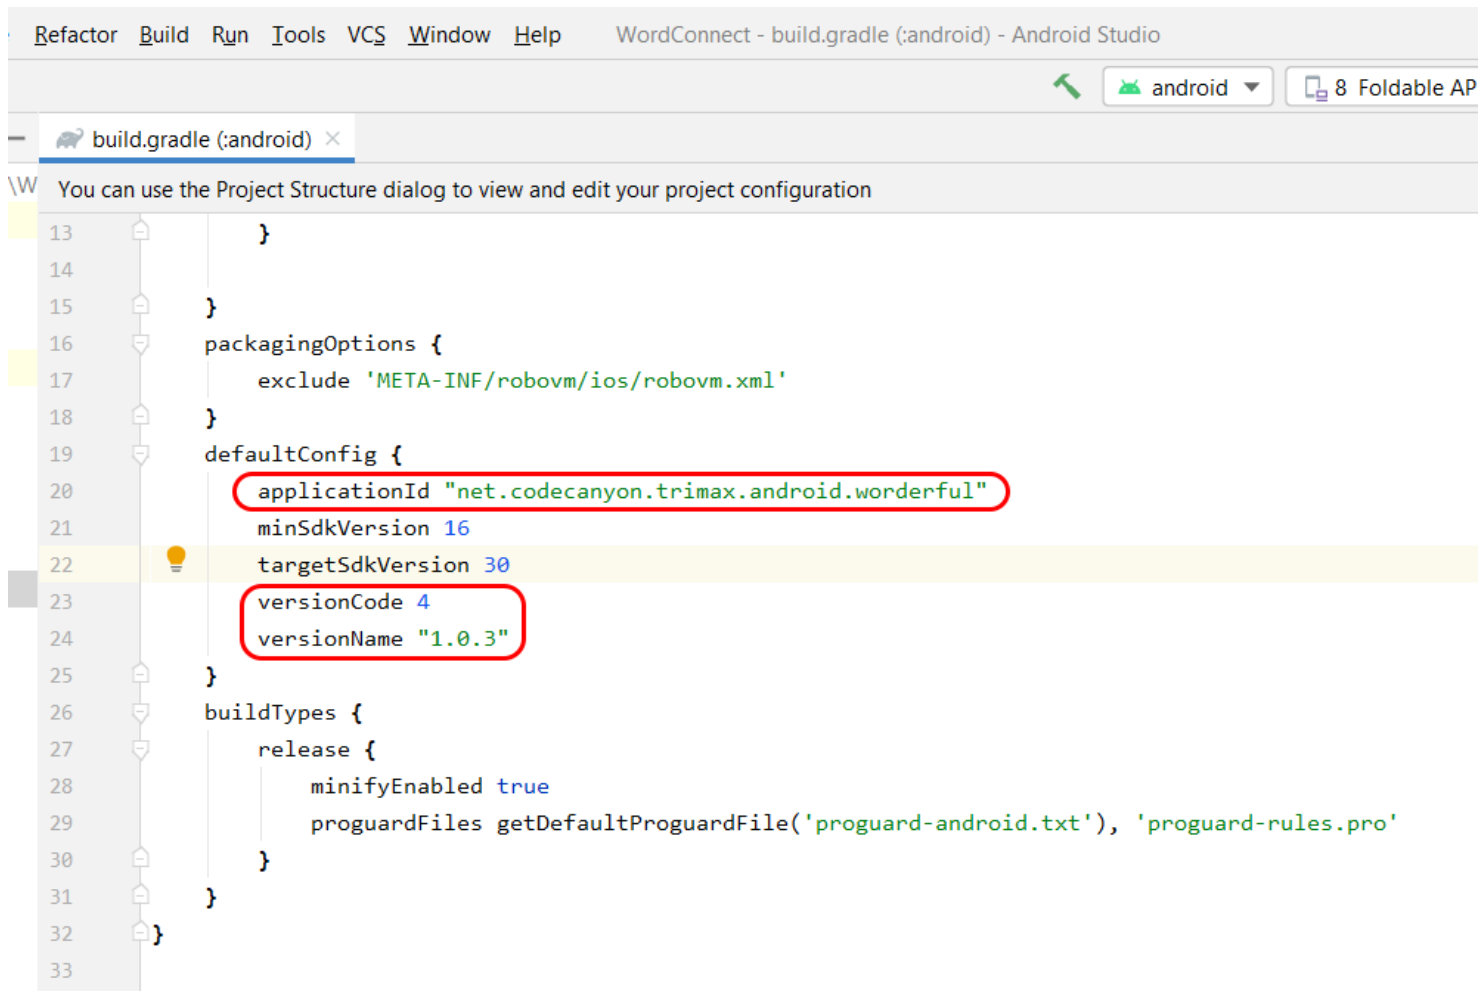 Refactor Build Run Tools VCS Window Help WordConnect - build.gradle (:android) - Android Studio
android 8 Foldable AP
build.gradle (:android)
\W You can use the Project Structure dialog to view and edit your project configuration
13 }
14
15 }
16 packagingOptions {
17 exclude 'META-INF/robovm/ios/robovm.xml'
18 }
19 defaultConfig {
20 applicationId "net.codecanyon.trimax.android.worderful"
21 minSdkVersion 16
22 targetSdkVersion 30
23 versionCode 4
24 versionName "1.0.3"
25 }
26 buildTypes {
27 release {
28 minifyEnabled true
29 proguardFiles getDefaultProguardFile('proguard-android.txt'), 'proguard-rules.pro'
30 }
31 }
32 }
33